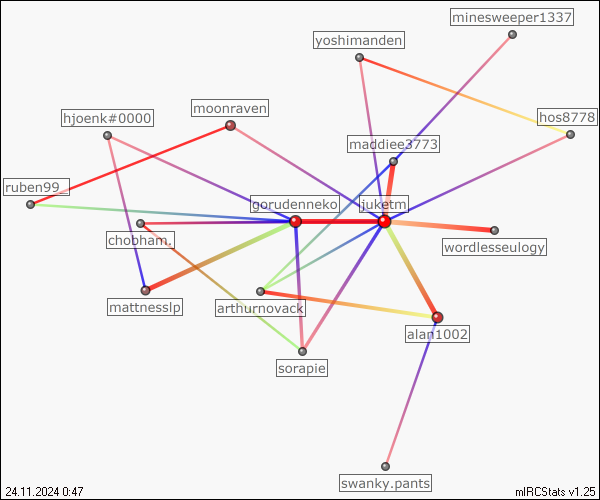 minesweeper1337
yoshimanden
moonraven
hjoenk#0000
hos8778
maddiee3773
ruben99_
gorudenneko
juketm
chobham,
wordlesseulogy
mattnesslp
arthurnovack
alan1002
sorapie
swanky.pants
24.11.2024 0:47
mIRCStats v1.25